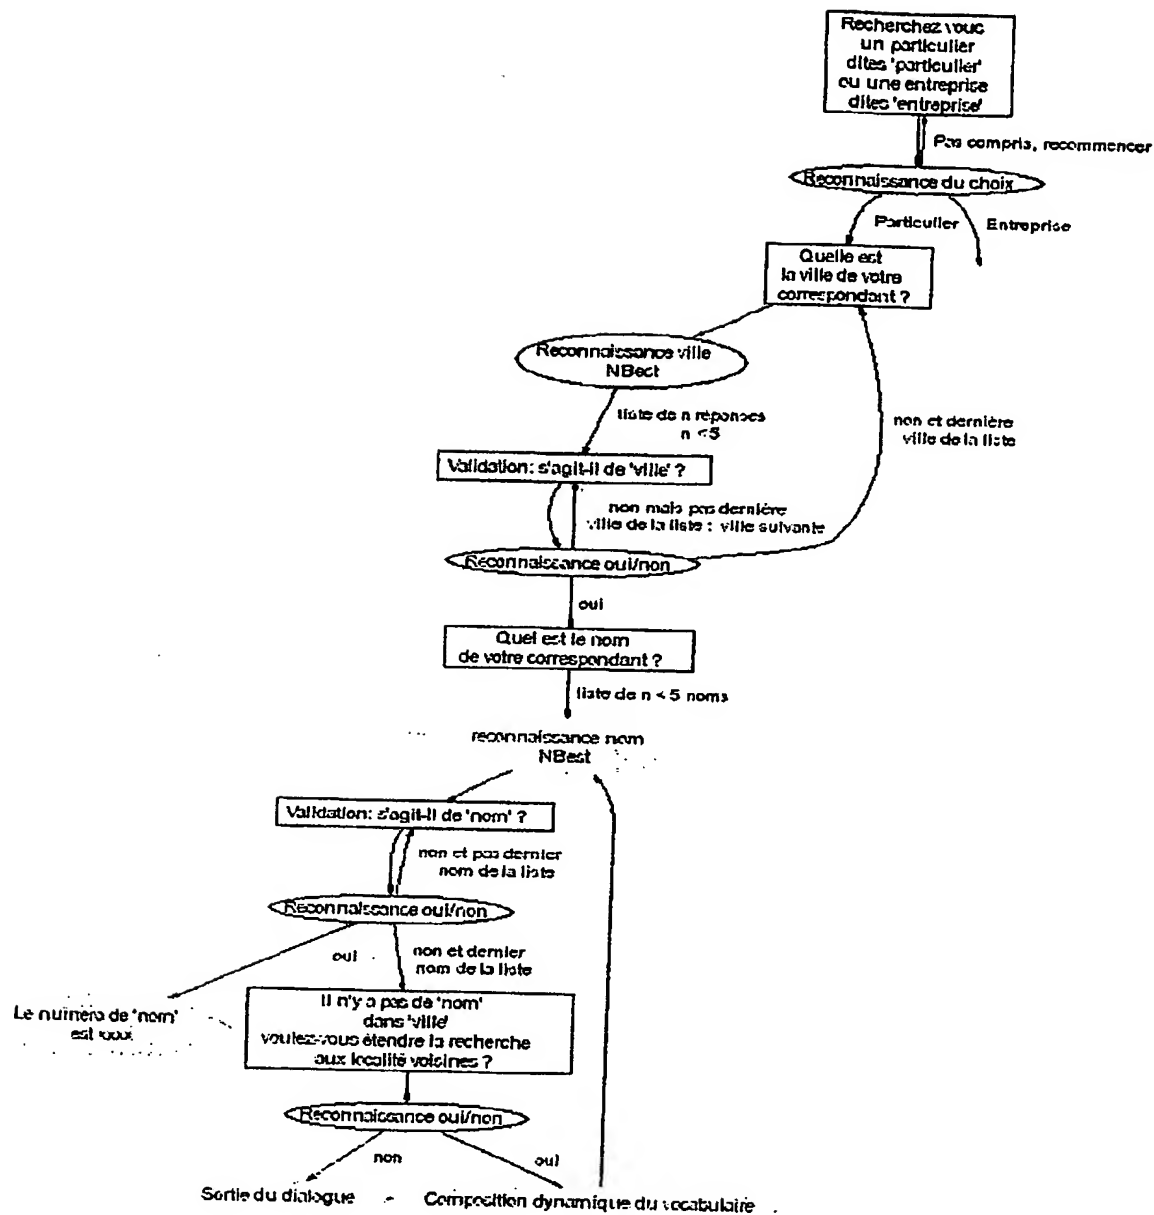 Recherchez vous
un particulier
dites 'particulier'
ou une entreprise
dites 'entreprise'
Pas compris, recommencer
Reconnaissance du choix
Particulier
Entreprise
Quelle est
la ville de votre
correspondant ?
Reconnaissance ville
NBest
liste de n réponses
n <5
non et dernière
ville de la liste
Validation: s'agit-il de 'ville' ?
non mais pas dernière
ville de la liste : ville suivante
Reconnaissance oui/non
oui
Quel est le nom
de votre correspondant ?
liste de n < 5 noms
reconnaissance nom
NBest
Validation: s'agit-il de 'nom' ?
non et pas dernier
nom de la liste
Reconnaissance oui/non
oui
non et dernier
nom de la liste
Le numéro de 'nom'
est xxxx
Il n'y a pas de 'nom'
dans 'ville'
voulez-vous étendre la recherche
aux localité voisines ?
Reconnaissance oui/non
non
oui
Sortie du dialogue
Composition dynamique du vocabulaire